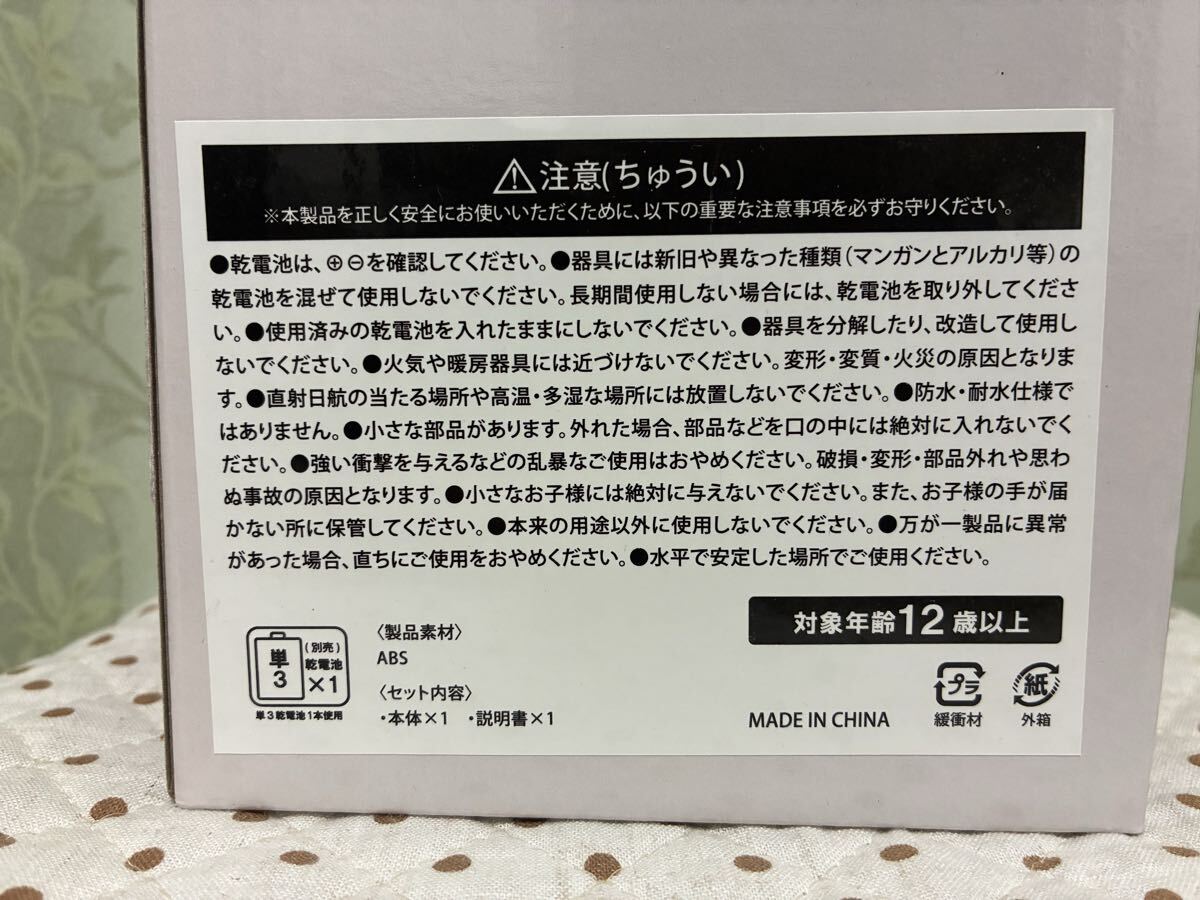 ⚠注意(ちゅうい)
※本製品を正しく安全にお使いいただくために、以下の重要な注意事項を必ずお守りください。
●乾電池は、⊕⊖を確認してください。●器具には新旧や異なった種類(マンガンとアルカリ等)の
乾電池を混ぜて使用しないでください。長期間使用しない場合には、乾電池を取り外してくださ
い。●使用済みの乾電池を入れたままにしないでください。●器具を分解したり、改造して使用し
ないでください。●火気や暖房器具には近づけないでください。変形・変質・火災の原因となりま
す。●直射日航の当たる場所や高温・多湿な場所には放置しないでください。●防水・耐水仕様で
はありません。●小さな部品があります。外れた場合、部品などを口の中には絶対に入れないでく
ださい。●強い衝撃を与えるなどの乱暴なご使用はおやめください。破損・変形・部品外れや思わ
ぬ事故の原因となります。●小さなお子様には絶対に与えないでください。また、お子様の手が届
かない所に保管してください。●本来の用途以外に使用しないでください。●万が一製品に異常
があった場合、直ちにご使用をおやめください。●水平で安定した場所でご使用ください。
対象年齢12歳以上
単3
(別売)
乾電池
×1
単3乾電池1本使用
〈製品素材〉
ABS
〈セット内容〉
・本体×1 ・説明書×1
MADE IN CHINA
プラ
緩衝材
紙
外箱